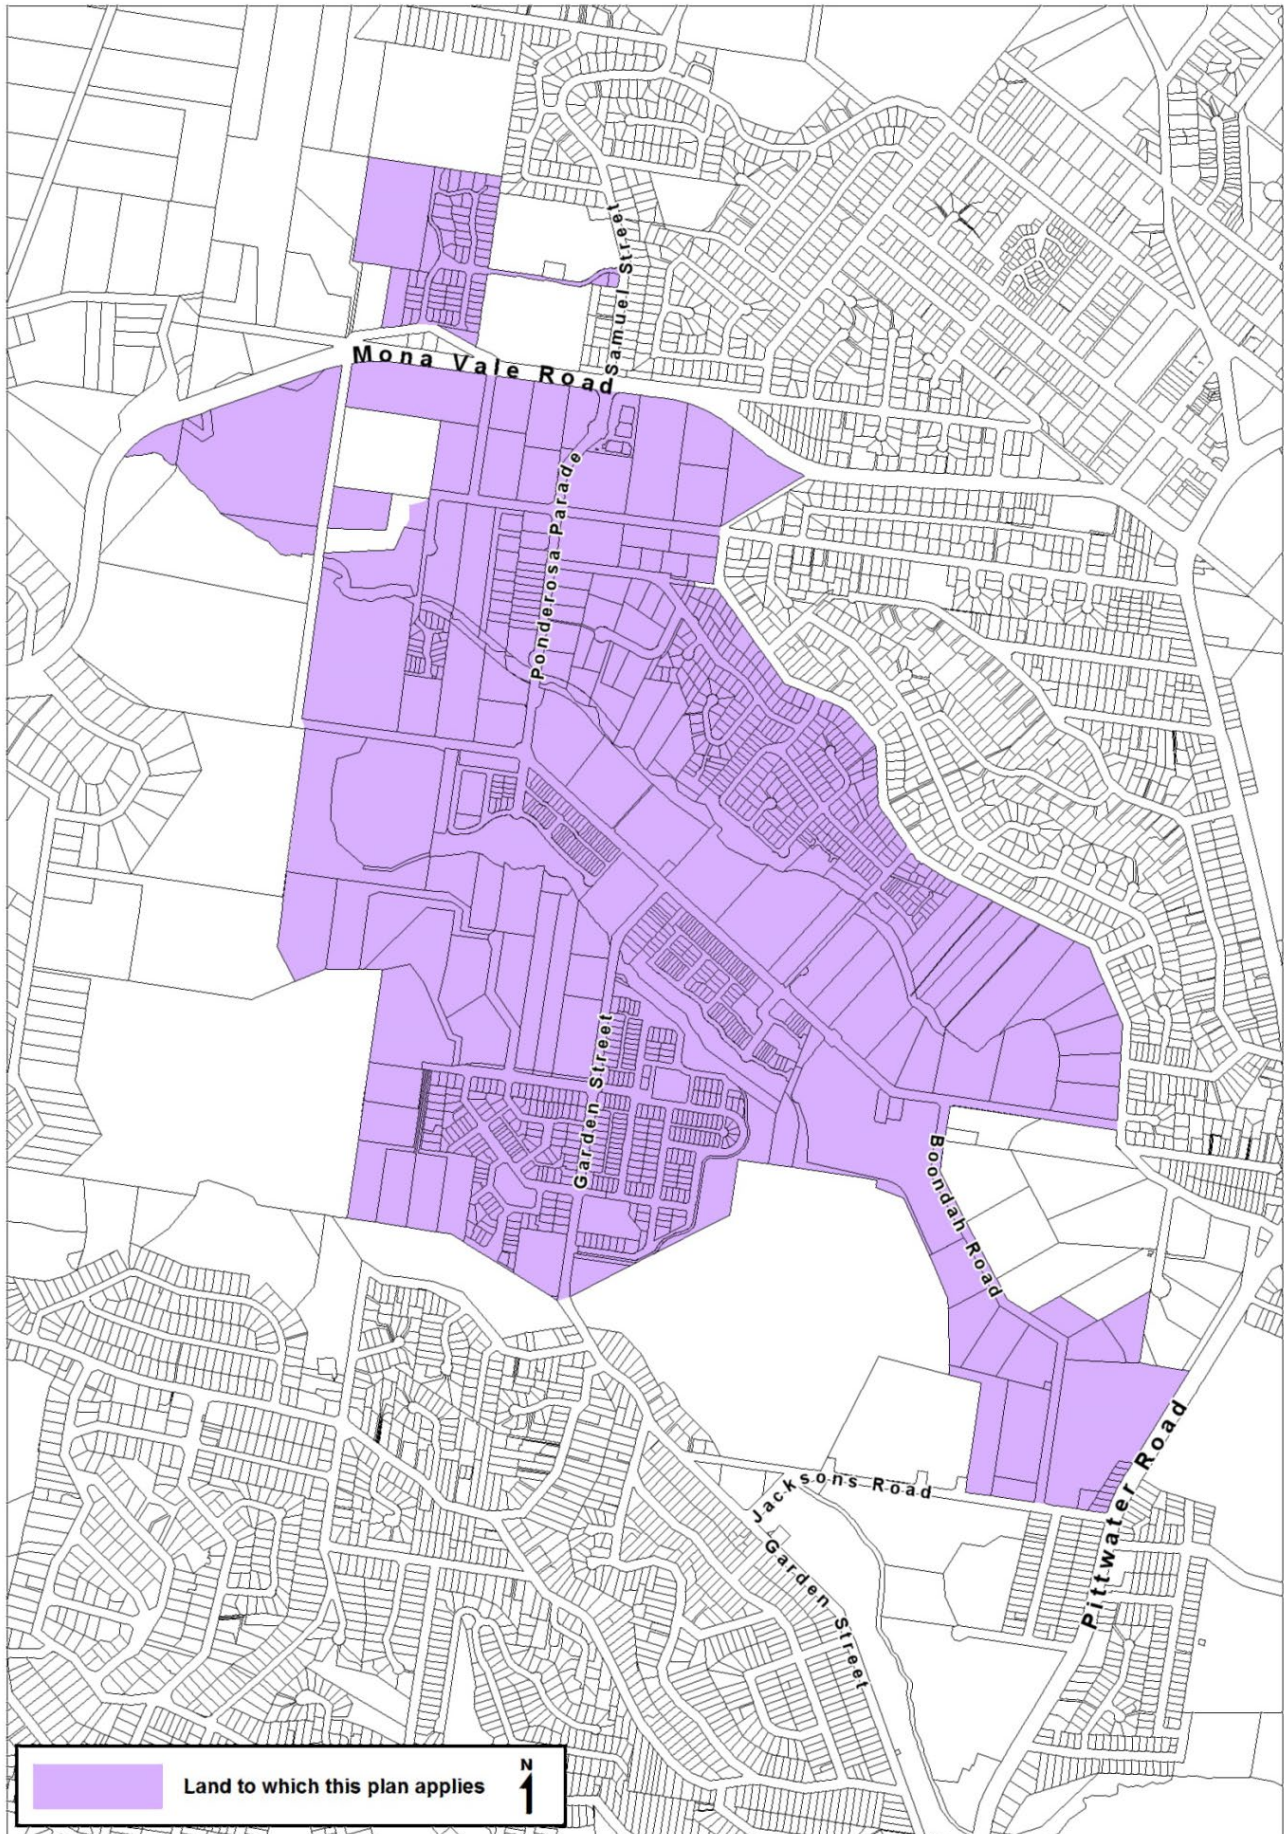 Samuel Street
Mona Vale Road
Ponderosa Parade
Garden Street
Boondah Road
Pittwater Road
Jacksons Road
Garden Street
N
Land to which this plan applies